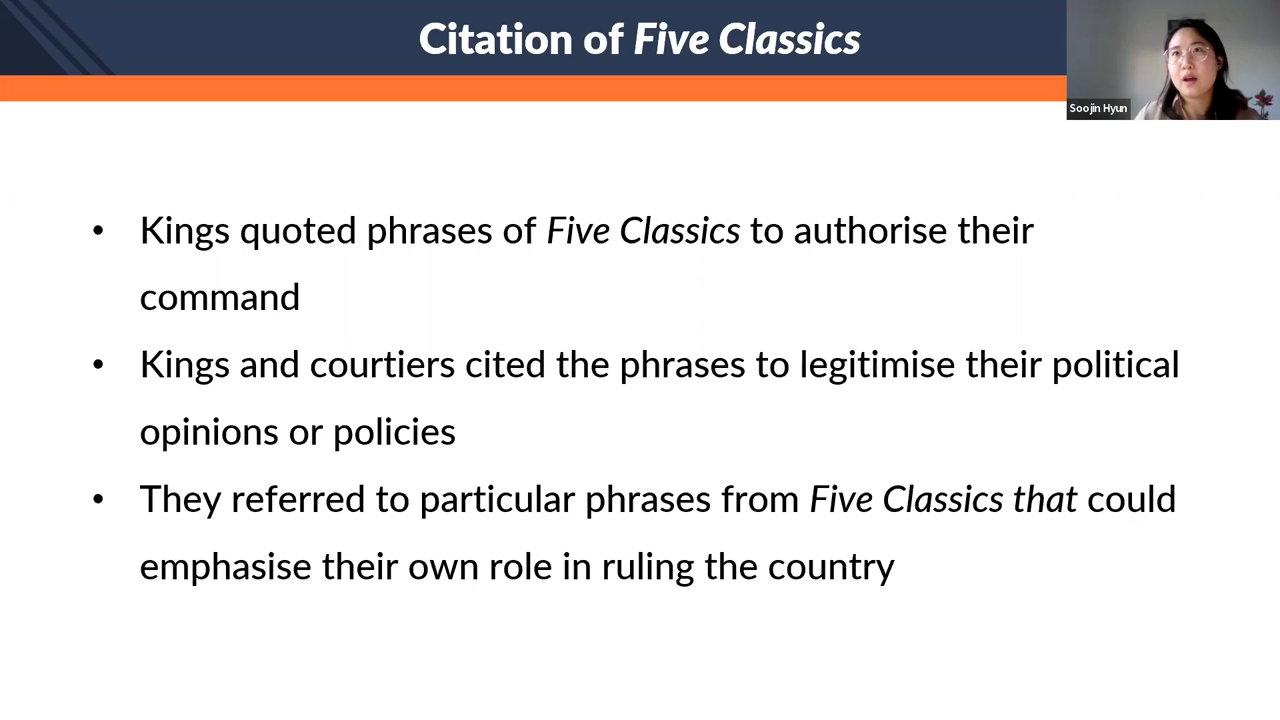 Citation of Five Classics
Soojin Hyun
• Kings quoted phrases of Five Classics to authorise their
command
• Kings and courtiers cited the phrases to legitimise their political
opinions or policies
• They referred to particular phrases from Five Classics that could
emphasise their own role in ruling the country